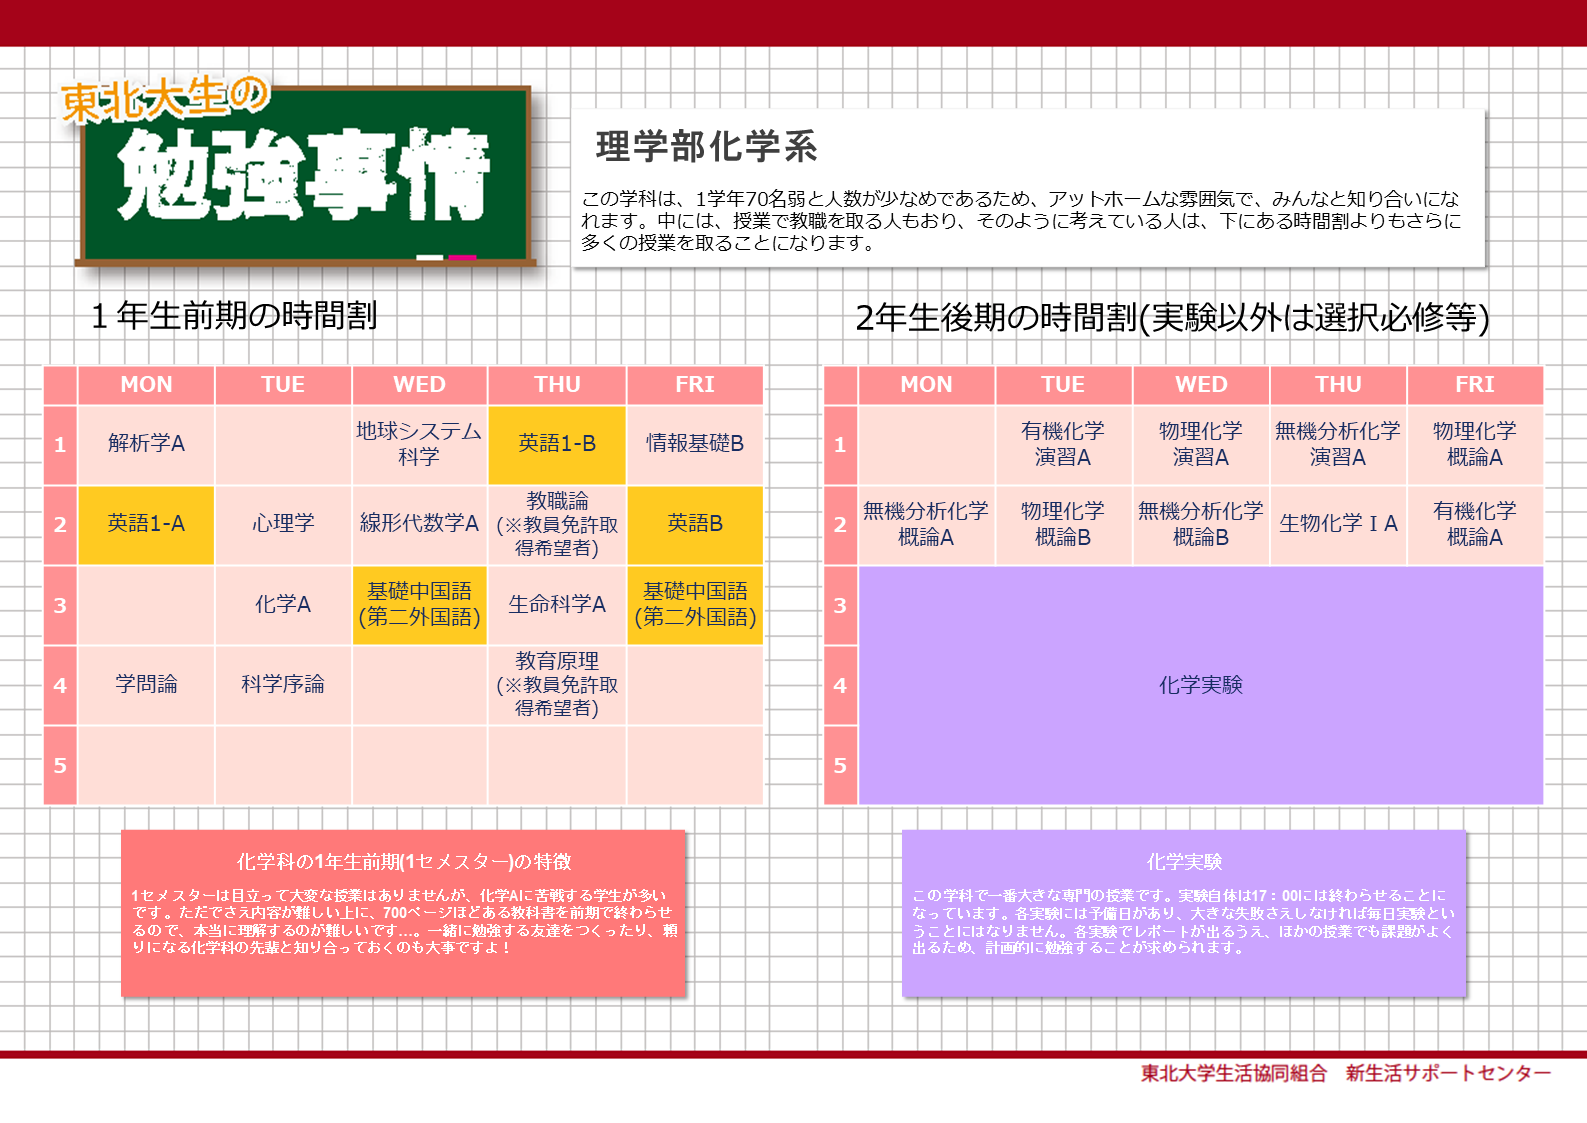 東北大生の
勉強事情
理学部化学系
この学科は、1学年70名弱と人数が少なめであるため、アットホームな雰囲気で、みんなと知り合いにな
れます。中には、授業で教職を取る人もおり、そのように考えている人は、下にある時間割よりもさらに
多くの授業を取ることになります。
１年生前期の時間割
MON TUE WED THU FRI
1 解析学A 地球システム科学 英語1-B 情報基礎B
2 英語1-A 心理学 線形代数学A 教職論(※教員免許取得希望者) 英語B
3 化学A 基礎中国語(第二外国語) 生命科学A 基礎中国語(第二外国語)
4 学問論 科学序論 教育原理(※教員免許取得希望者)
5
2年生後期の時間割(実験以外は選択必修等)
MON TUE WED THU FRI
1 有機化学演習A 物理化学演習A 無機分析化学演習A 物理化学概論A
2 無機分析化学概論A 物理化学概論B 無機分析化学概論B 生物化学ⅠA 有機化学概論A
3
4 化学実験
5
化学科の1年生前期(1セメスター)の特徴
1セメスターは目立って大変な授業はありませんが、化学Aに苦戦する学生が多い
です。ただでさえ内容が難しい上に、700ページほどある教科書を前期で終わらせ
るので、本当に理解するのが難しいです…。一緒に勉強する友達をつくったり、頼
りになる化学科の先輩と知り合っておくのも大事ですよ！
化学実験
この学科で一番大きな専門の授業です。実験自体は17：00には終わらせることに
なっています。各実験には予備日があり、大きな失敗さえしなければ毎日実験とい
うことにはなりません。各実験でレポートが出るうえ、ほかの授業でも課題がよく
出るため、計画的に勉強することが求められます。
東北大学生活協同組合　新生活サポートセンター